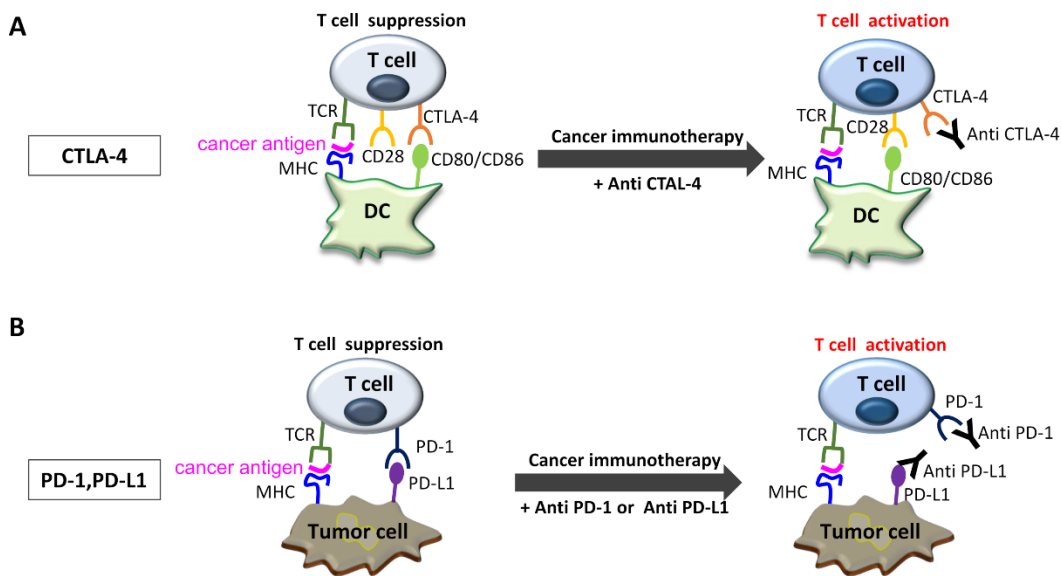 A
T cell suppression
T cell
TCR
CTLA-4
cancer antigen
CD28
CD80/CD86
MHC
DC
CTLA-4
Cancer immunotherapy
+ Anti CTAL-4
T cell activation
T cell
CTLA-4
TCR
CD28
Anti CTLA-4
MHC
CD80/CD86
DC
B
T cell suppression
T cell
TCR
PD-1
cancer antigen
MHC
PD-L1
Tumor cell
PD-1,PD-L1
Cancer immunotherapy
+ Anti PD-1 or Anti PD-L1
T cell activation
T cell
PD-1
TCR
Anti PD-1
Anti PD-L1
MHC
PD-L1
Tumor cell